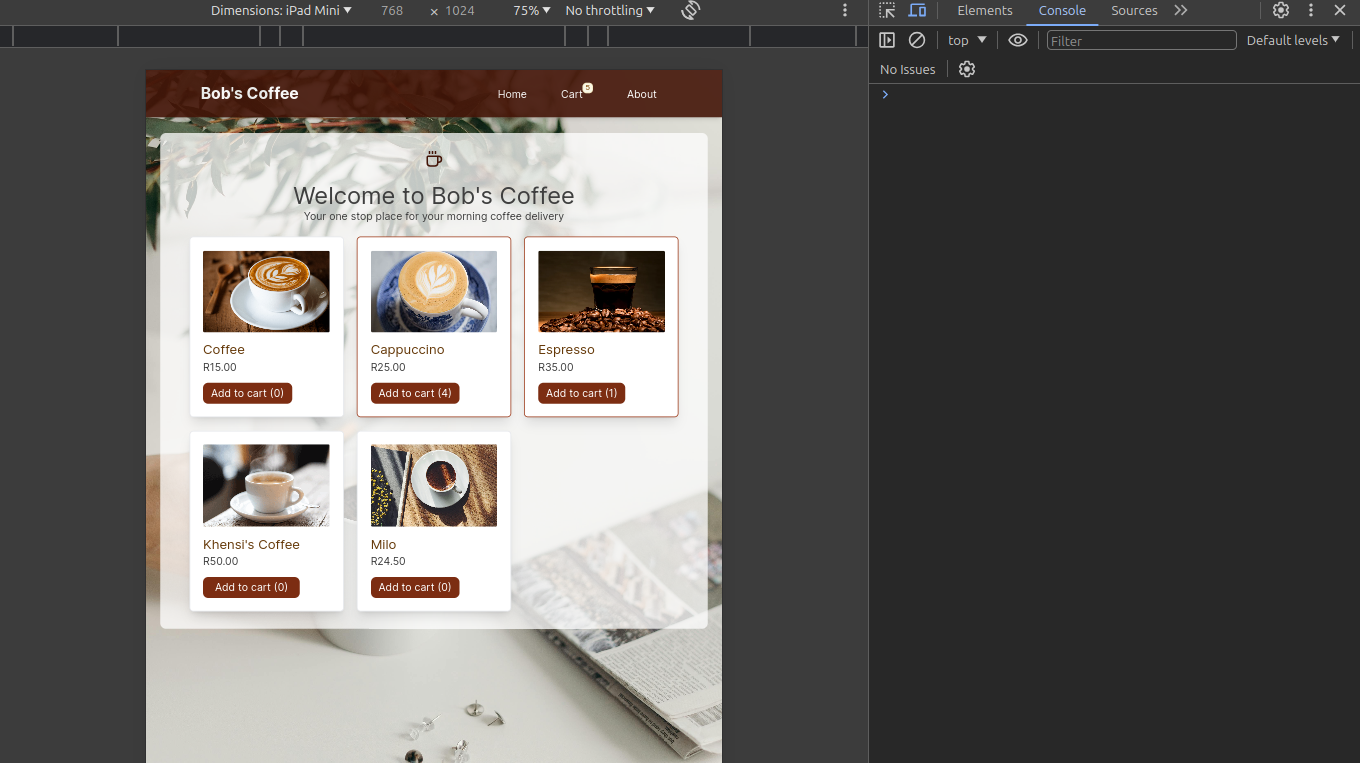 Dimensions: iPad Mini 768 × 1024 75% No throttling
Elements Console Sources
top Filter Default levels
No Issues
Bob's Coffee Home Cart 5 About
Welcome to Bob's Coffee
Your one stop place for your morning coffee delivery
Coffee Cappuccino Espresso
R15.00 R25.00 R35.00
Add to cart (0) Add to cart (4) Add to cart (1)
Khensi's Coffee Milo
R50.00 R24.50
Add to cart (0) Add to cart (0)